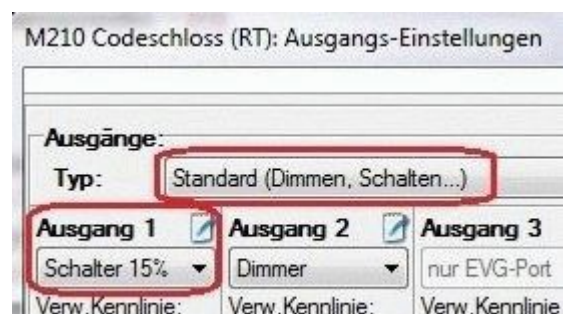 M210 Codeschloss (RT): Ausgangs-Einstellungen
Ausgänge:
Typ: Standard (Dimmen, Schalten...)
Ausgang 1 Ausgang 2 Ausgang 3
Schalter 15% Dimmer nur EVG-Port
Verw.Kennlinie: Verw.Kennlinie: Verw.Kennlinie